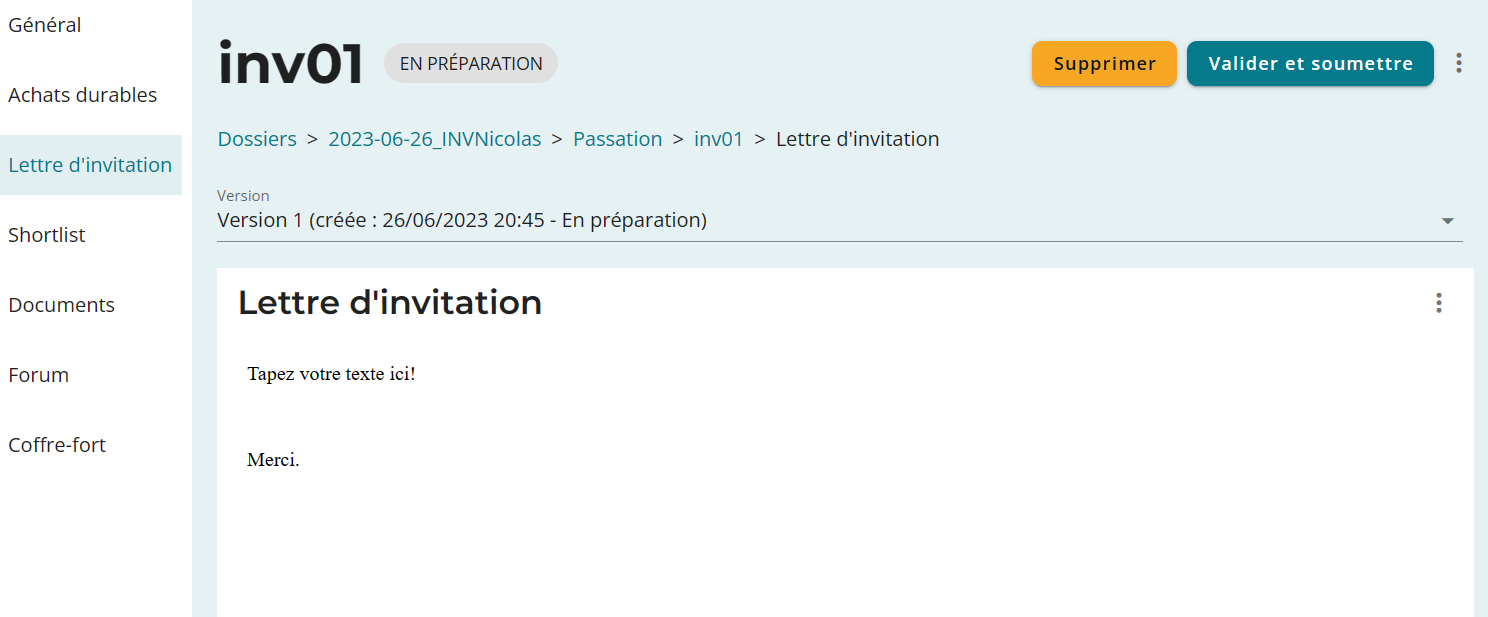 Général
Achats durables
Lettre d'invitation
Shortlist
Documents
Forum
Coffre-fort
inv01
EN PRÉPARATION
Supprimer
Valider et soumettre
Dossiers > 2023-06-26_INVNicolas > Passation > inv01 > Lettre d'invitation
Version
Version 1 (créée : 26/06/2023 20:45 - En préparation)
Lettre d'invitation
Tapez votre texte ici!
Merci.